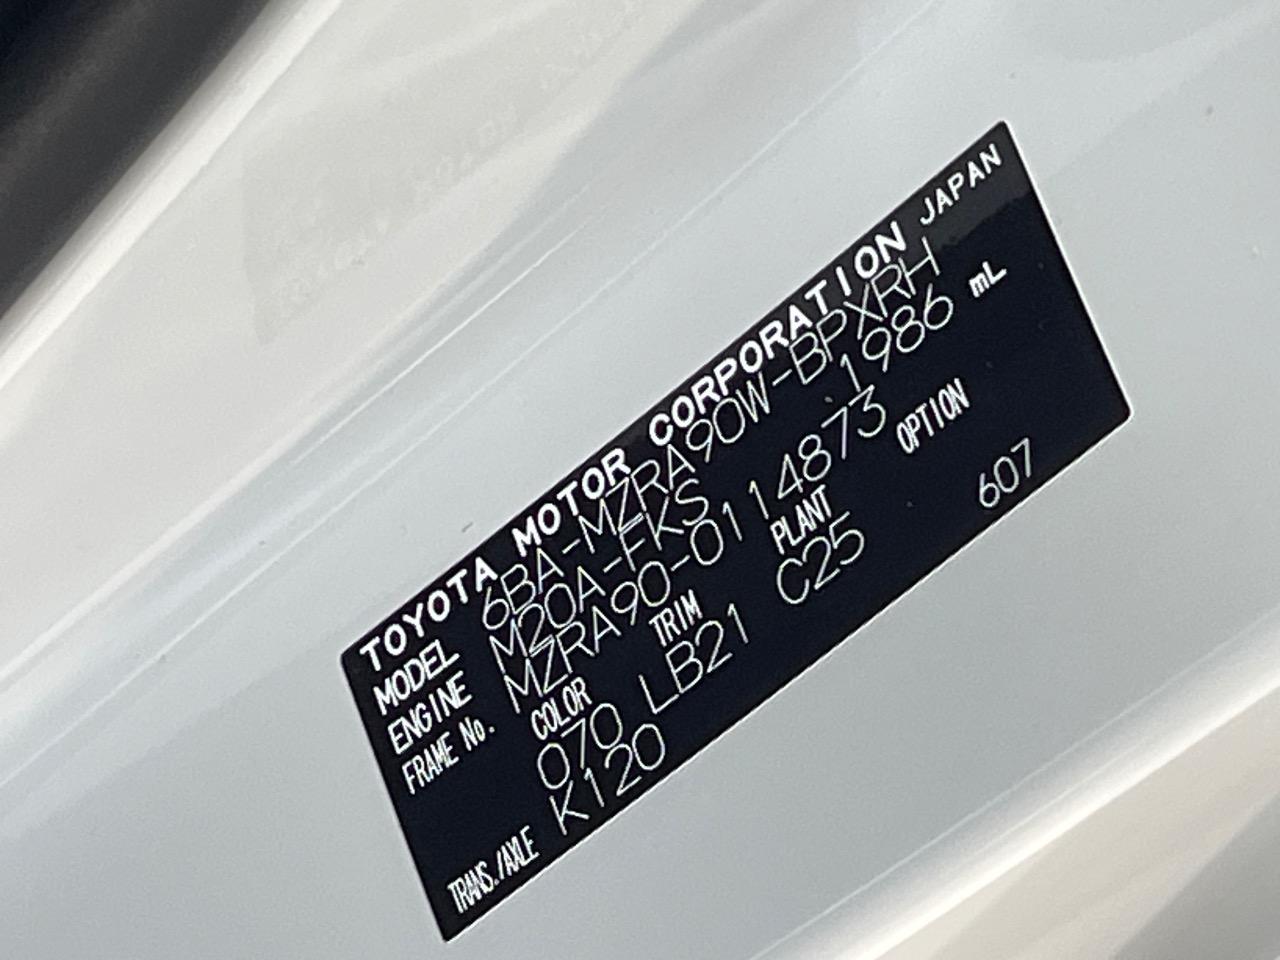 TOYOTA MOTOR CORPORATION JAPAN
MODEL 6BA-MZRA90W-BPXRH
ENGINE M20A-FKS 1986 mL
FRAME No. MZRA90-0114873
COLOR TRIM PLANT OPTION
070 LB21 C25 607
TRANS./AXLE K120